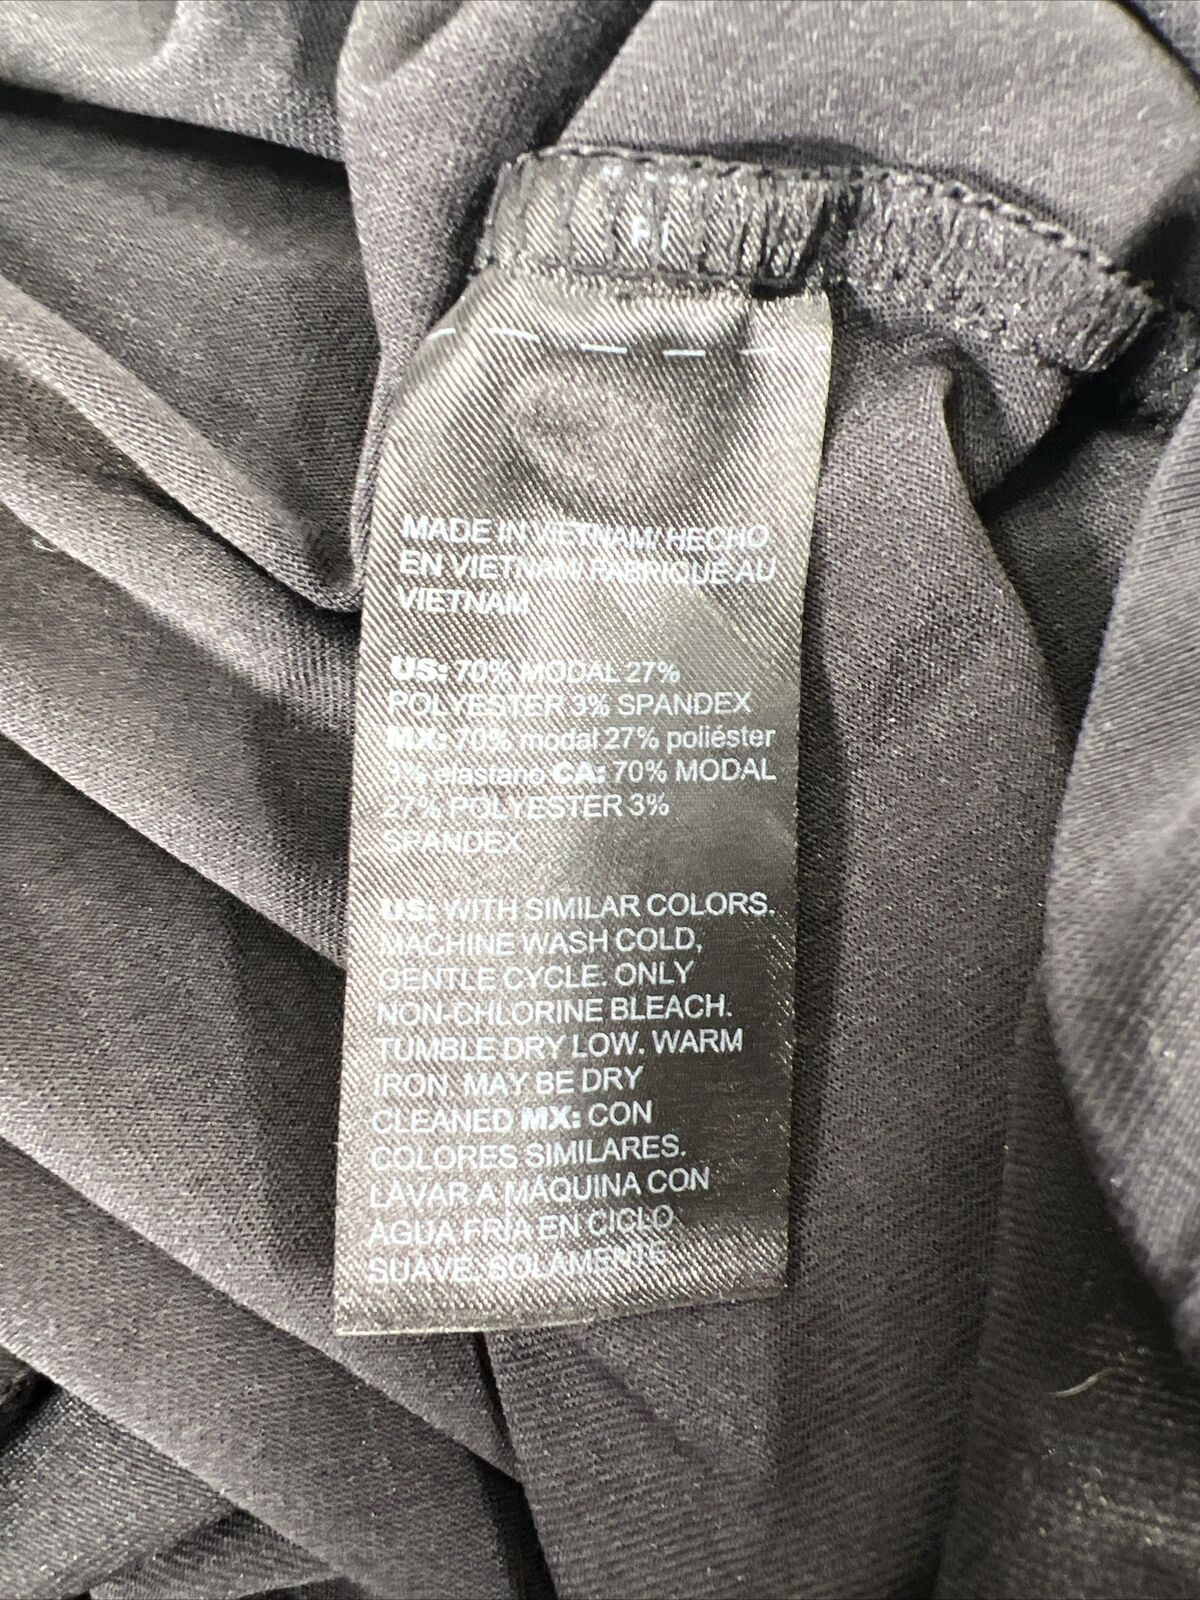 MADE IN VIETNAM/ HECHO
EN VIETNAM/ FABRIQUÉ AU
VIETNAM
US: 70% MODAL 27%
POLYESTER 3% SPANDEX
MX: 70% modal 27% poliéster
3% elastano CA: 70% MODAL
27% POLYESTER 3%
SPANDEX
US: WITH SIMILAR COLORS.
MACHINE WASH COLD,
GENTLE CYCLE. ONLY
NON-CHLORINE BLEACH.
TUMBLE DRY LOW. WARM
IRON. MAY BE DRY
CLEANED MX: CON
COLORES SIMILARES.
LAVAR A MÁQUINA CON
AGUA FRÍA EN CICLO
SUAVE. SOLAMENTE